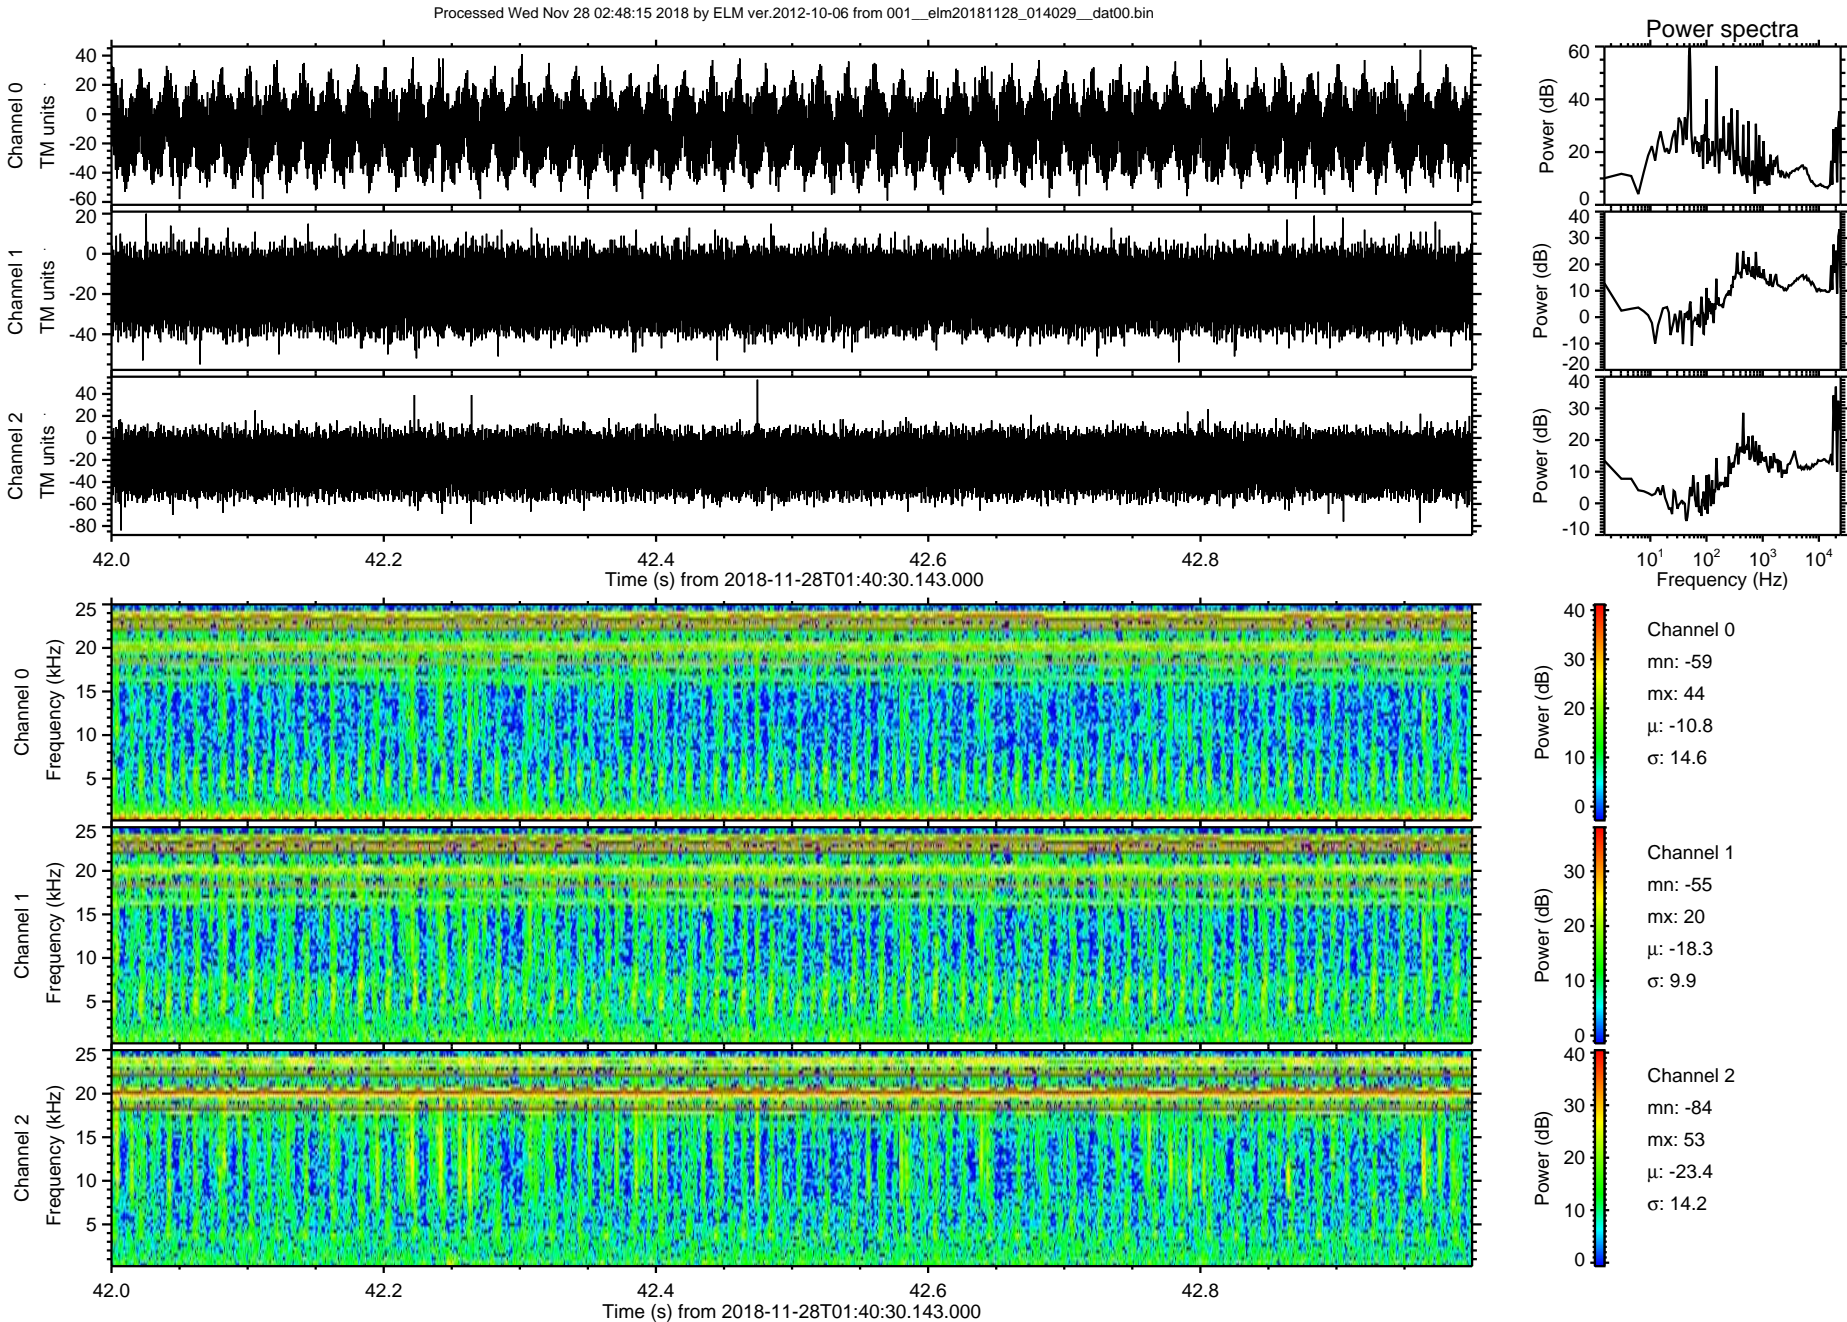 Processed Wed Nov 28 02:48:15 2018 by ELM ver.2012-10-06 from 001__elm20181128_014029__dat00.bin
Power spectra
Channel 0
TM units
40
20
0
-20
-40
-60
Power (dB)
60
40
20
0
Channel 1
TM units
20
0
-20
-40
Power (dB)
40
30
20
10
0
-10
-20
Channel 2
TM units
40
20
0
-20
-40
-60
-80
Power (dB)
40
30
20
10
0
-10
42.0 42.2 42.4 42.6 42.8
Time (s) from 2018-11-28T01:40:30.143.000
10^1 10^2 10^3 10^4
Frequency (Hz)
Channel 0
Frequency (kHz)
25
20
15
10
5
Power (dB)
40
30
20
10
0
Channel 0
mn: -59
mx: 44
μ: -10.8
σ: 14.6
Channel 1
Frequency (kHz)
25
20
15
10
5
Power (dB)
30
20
10
0
Channel 1
mn: -55
mx: 20
μ: -18.3
σ: 9.9
Channel 2
Frequency (kHz)
25
20
15
10
5
Power (dB)
40
30
20
10
0
Channel 2
mn: -84
mx: 53
μ: -23.4
σ: 14.2
42.0 42.2 42.4 42.6 42.8
Time (s) from 2018-11-28T01:40:30.143.000